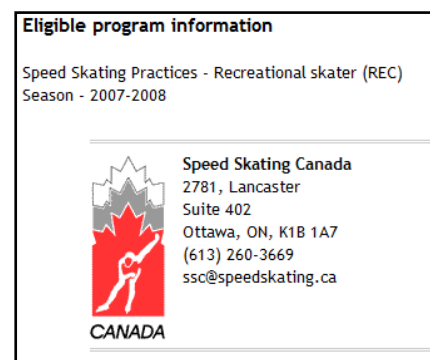 Eligible program information
Speed Skating Practices - Recreational skater (REC)
Season - 2007-2008
Speed Skating Canada
2781, Lancaster
Suite 402
Ottawa, ON, K1B 1A7
(613) 260-3669
ssc@speedskating.ca
CANADA